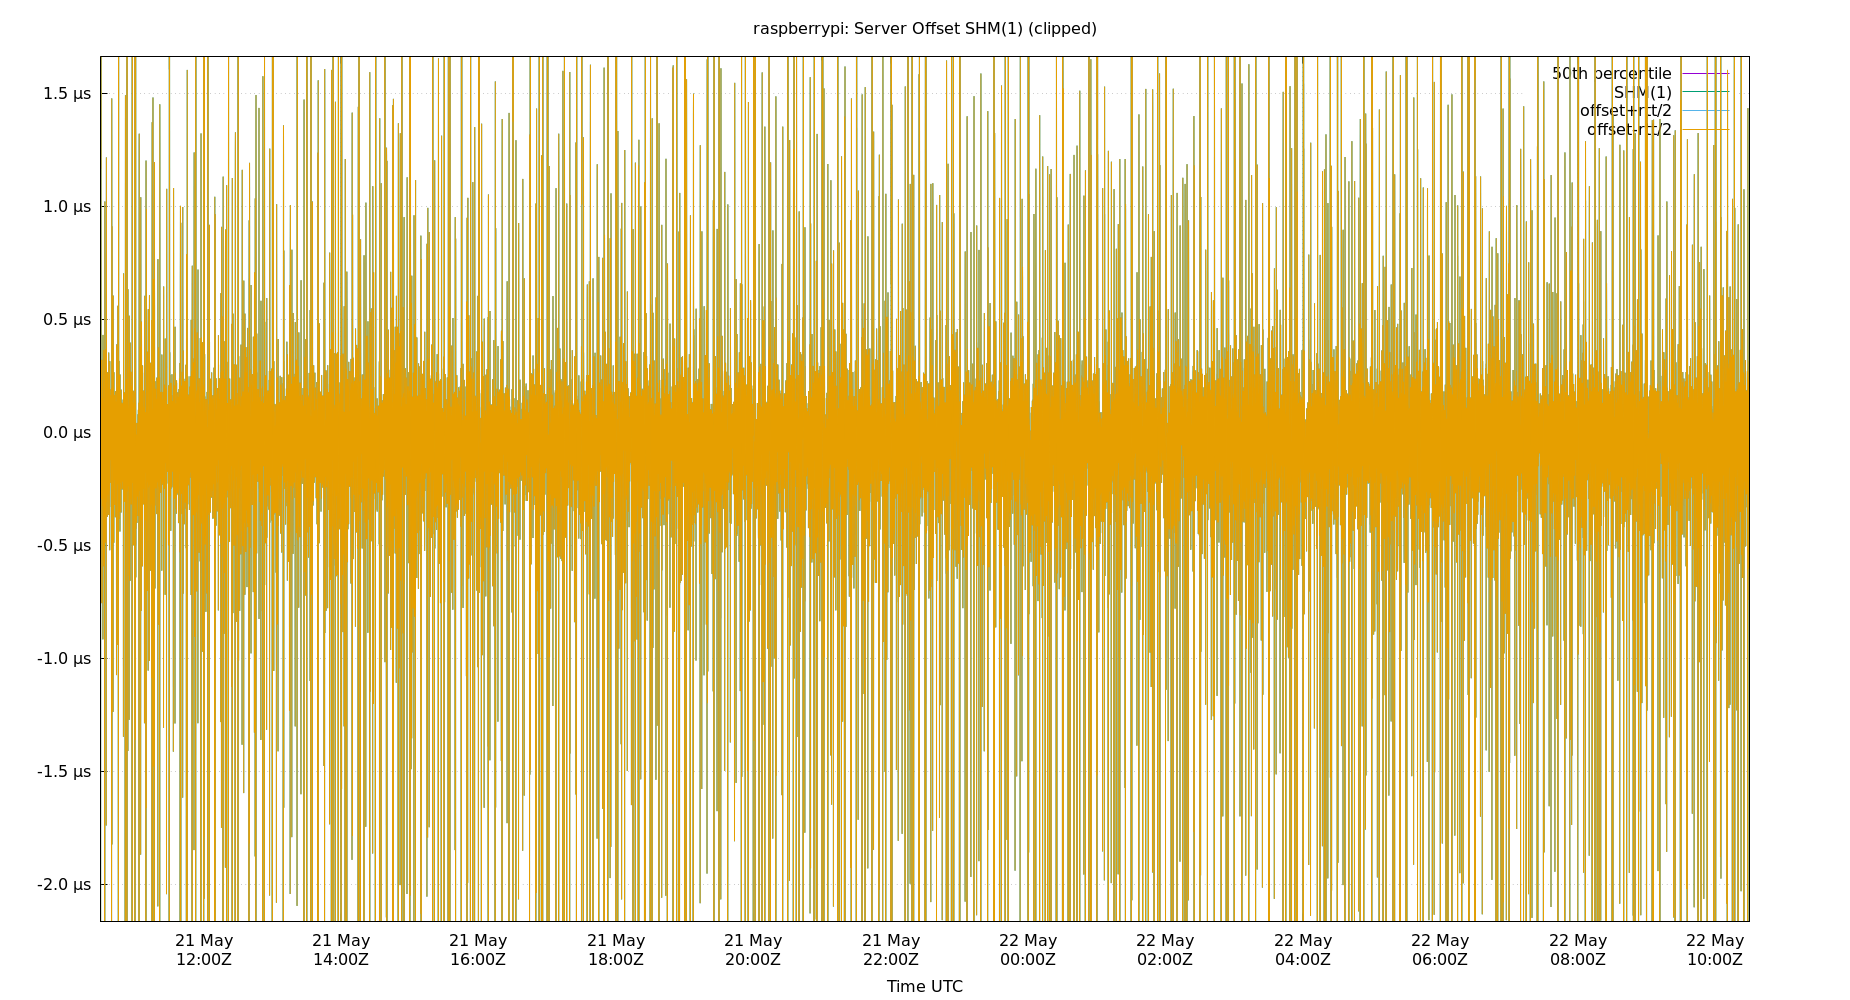 raspberrypi: Server Offset SHM(1) (clipped)
50th percentile
SHM(1)
offset+rtt/2
offset-rtt/2
1.5 µs
1.0 µs
0.5 µs
0.0 µs
-0.5 µs
-1.0 µs
-1.5 µs
-2.0 µs
21 May 21 May 21 May 21 May 21 May 21 May 22 May 22 May 22 May 22 May 22 May 22 May
12:00Z 14:00Z 16:00Z 18:00Z 20:00Z 22:00Z 00:00Z 02:00Z 04:00Z 06:00Z 08:00Z 10:00Z
Time UTC